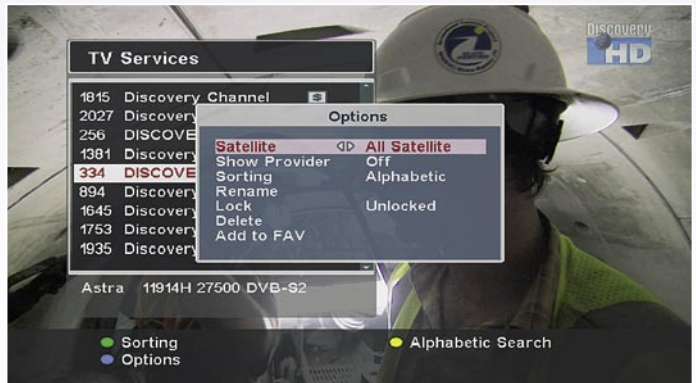 Discovery
HD
TV Services
1815 Discovery Channel $
2027 Discovery
256 DISCOVE
1381 Discovery
334 DISCOVE
894 Discovery
1645 Discovery
1753 Discovery
1935 Discovery
Options
Satellite All Satellite
Show Provider Off
Sorting Alphabetic
Rename
Lock Unlocked
Delete
Add to FAV
Astra 11914H 27500 DVB-S2
Sorting
Alphabetic Search
Options